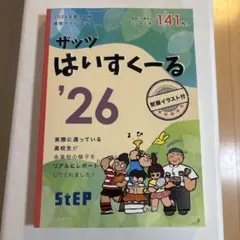 141校
ザッツ
はいすくーる
'26
制服イラスト付
実際に通っている
高校生が
各高校の様子を
リアルにレポート
してくれました!
StEP